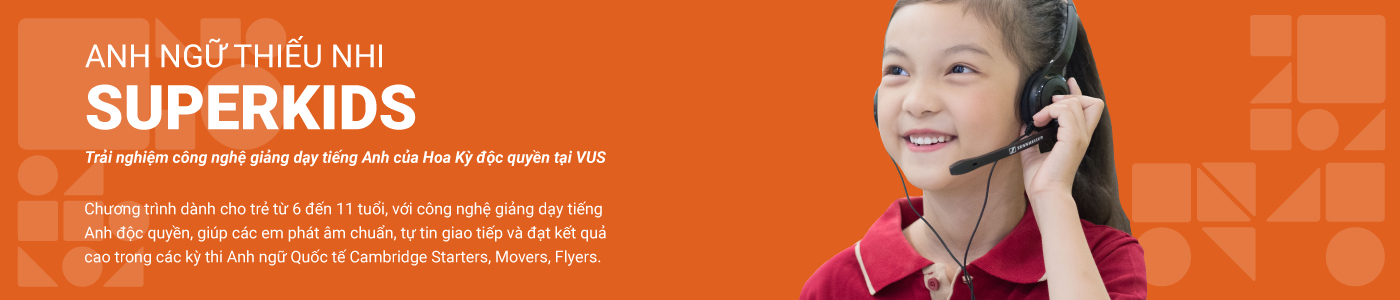 ANH NGỮ THIẾU NHI
SUPERKIDS
Trải nghiệm công nghệ giảng dạy tiếng Anh của Hoa Kỳ độc quyền tại VUS
Chương trình dành cho trẻ từ 6 đến 11 tuổi, với công nghệ giảng dạy tiếng
Anh độc quyền, giúp các em phát âm chuẩn, tự tin giao tiếp và đạt kết quả
cao trong các kỳ thi Anh ngữ Quốc tế Cambridge Starters, Movers, Flyers.
SENNHEISER